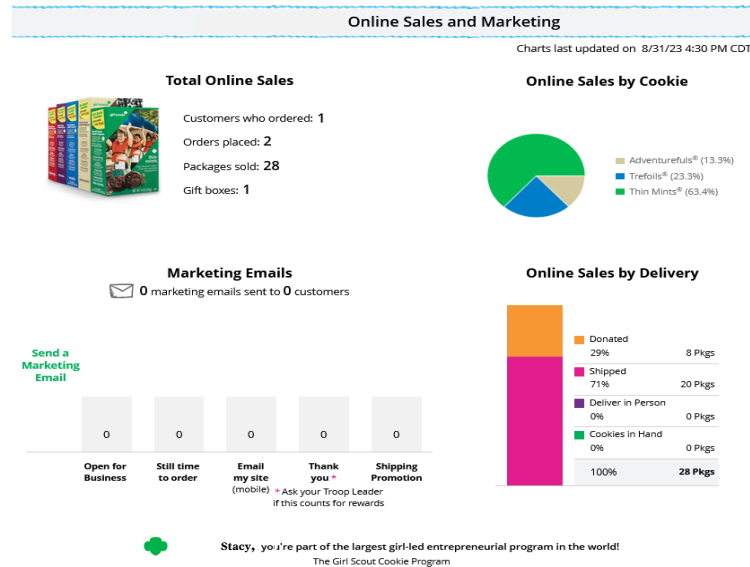 Online Sales and Marketing
Charts last updated on 8/31/23 4:30 PM CDT
Total Online Sales
Customers who ordered: 1
Orders placed: 2
Packages sold: 28
Gift boxes: 1
Online Sales by Cookie
Adventurefuls® (13.3%)
Trefoils® (23.3%)
Thin Mints® (63.4%)
Marketing Emails
0 marketing emails sent to 0 customers
Send a
Marketing
Email
0 0 0 0 0
Open for
Business
Still time
to order
Email
my site
(mobile)
Thank
you *
Shipping
Promotion
* Ask your Troop Leader
if this counts for rewards
Online Sales by Delivery
Donated
29% 8 Pkgs
Shipped
71% 20 Pkgs
Deliver in Person
0% 0 Pkgs
Cookies in Hand
0% 0 Pkgs
100% 28 Pkgs
Stacy, you're part of the largest girl-led entrepreneurial program in the world!
The Girl Scout Cookie Program